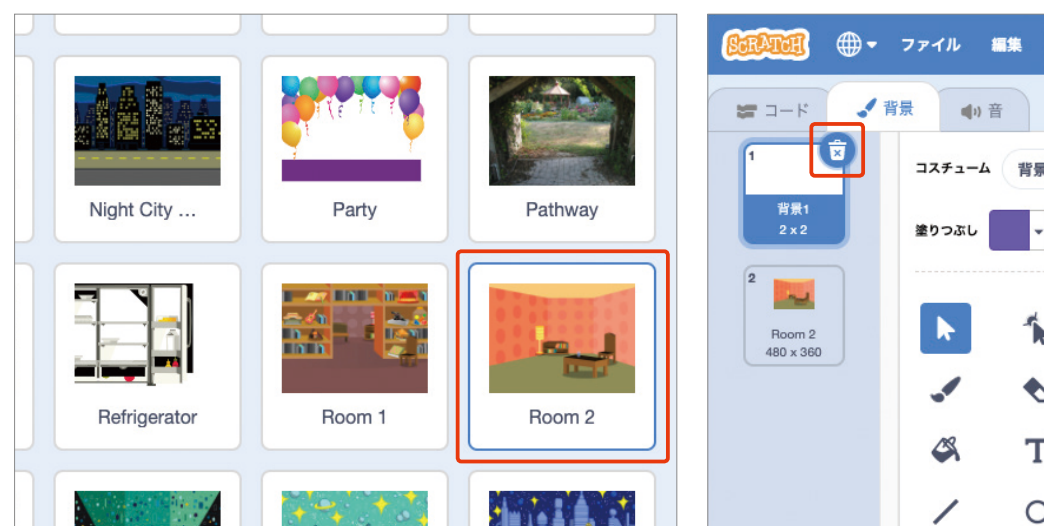 Night City ...
Party
Pathway
Refrigerator
Room 1
Room 2
SCRATCH
ファイル
編集
コード
背景
音
1
背景1
2 x 2
2
Room 2
480 x 360
コスチューム
背景
塗りつぶし
T